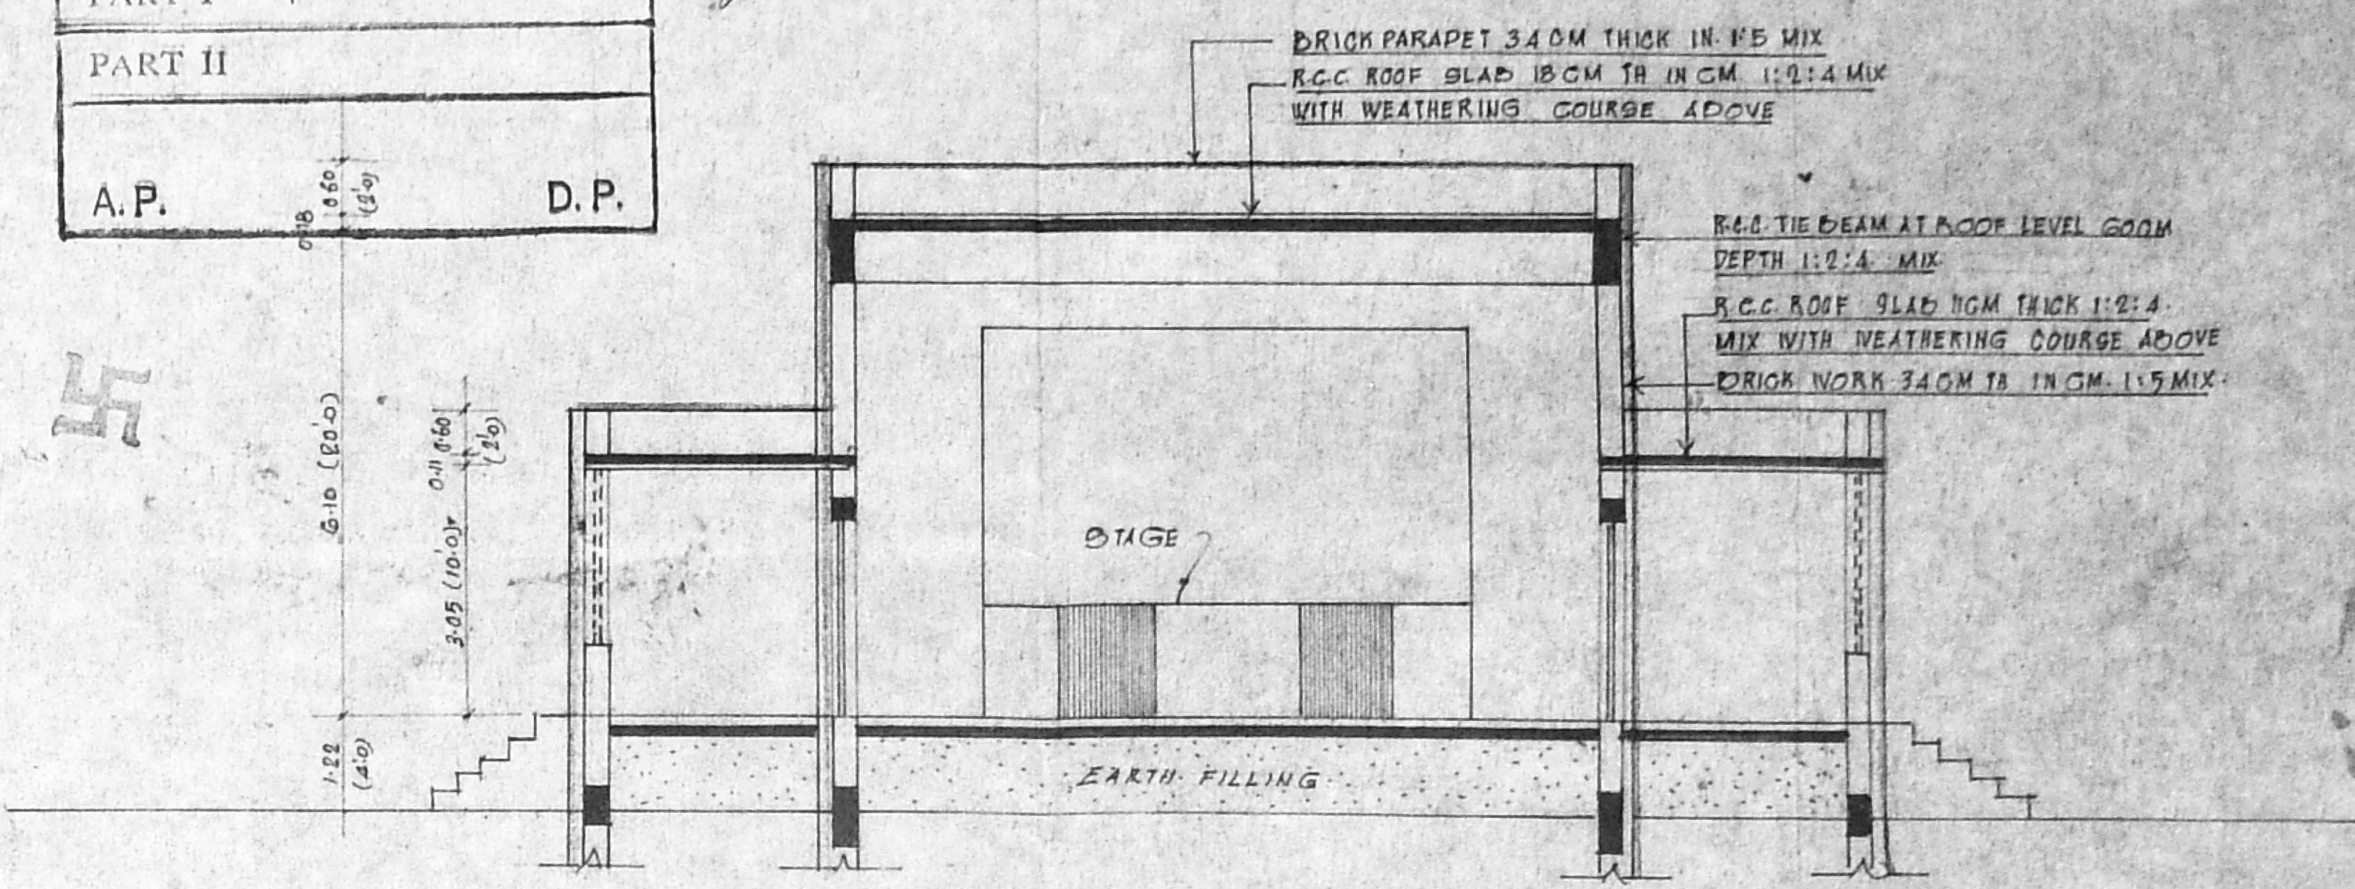 PART I
PART II
A.P.
D.P.
BRICK PARAPET 34 CM THICK IN 1:5 MIX
R.C.C. ROOF SLAB 18 CM TH IN CM. 1:2:4 MIX
WITH WEATHERING COURSE ABOVE
R.C.C. TIE BEAM AT ROOF LEVEL 60CM
DEPTH 1:2:4 MIX
R.C.C. ROOF SLAB 11CM THICK 1:2:4
MIX WITH WEATHERING COURSE ABOVE
BRICK WORK 34CM TH IN CM. 1:5 MIX.
0.60
(2'0)
0.18
6.10 (20'0)
0.60
(2'0)
0.11
3.05 (10'0)
1.22
(4'0)
STAGE
EARTH FILLING